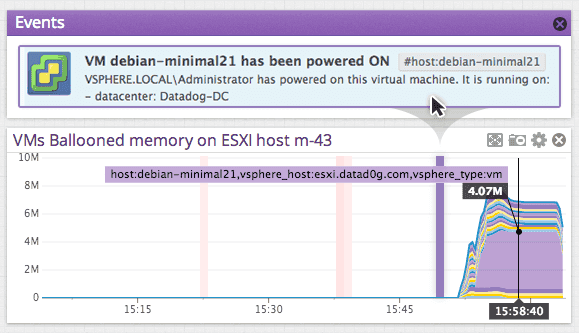 Events
VM debian-minimal21 has been powered ON #host:debian-minimal21
VSPHERE.LOCAL\Administrator has powered on this virtual machine. It is running on:
- datacenter: Datadog-DC
VMs Ballooned memory on ESXI host m-43
10M
host:debian-minimal21,vsphere_host:esxi.datad0g.com,vsphere_type:vm
8M
4.07M
6M
4M
2M
0
15:15
15:30
15:45
15:58:40